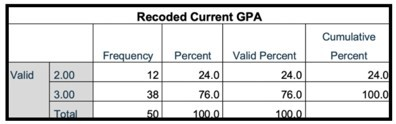 Recoded Current GPA
Frequency Percent Valid Percent Cumulative Percent
Valid 2.00 12 24.0 24.0 24.0
3.00 38 76.0 76.0 100.0
Total 50 100.0 100.0